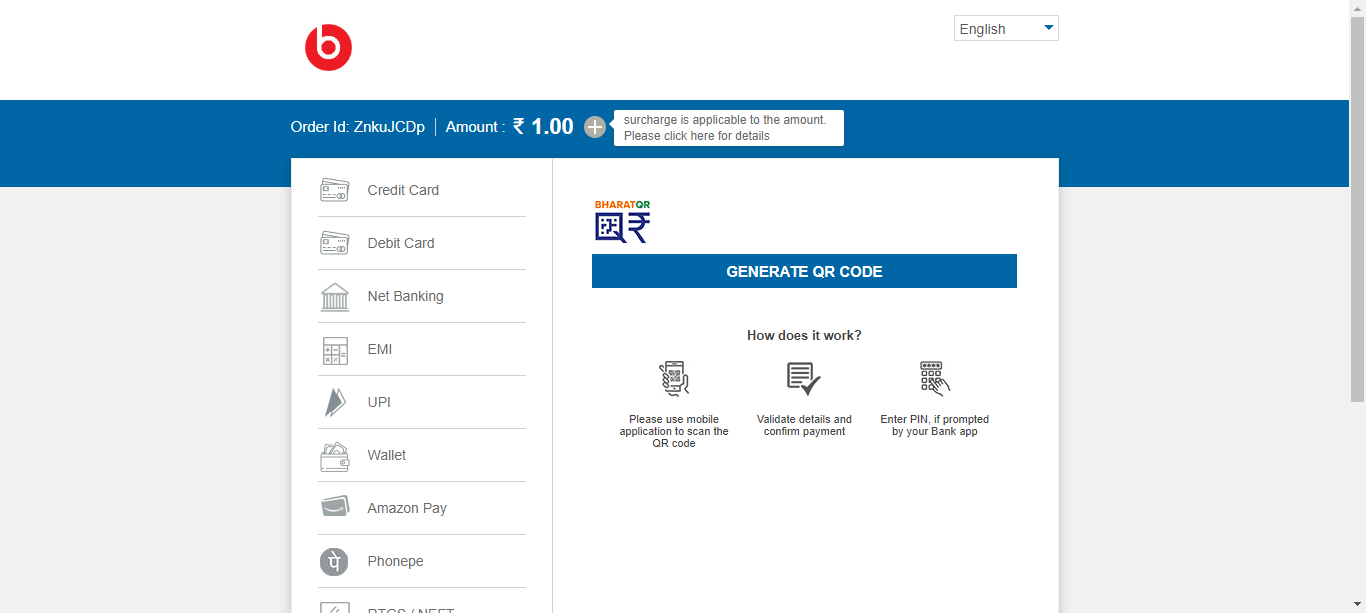 b
English
Order Id: ZnkuJCDp
Amount : ₹ 1.00
surcharge is applicable to the amount.
Please click here for details
Credit Card
Debit Card
Net Banking
EMI
UPI
Wallet
Amazon Pay
Phonepe
RTGS / NEFT
BHARATQR
GENERATE QR CODE
How does it work?
Please use mobile
application to scan the
QR code
Validate details and
confirm payment
Enter PIN, if prompted
by your Bank app